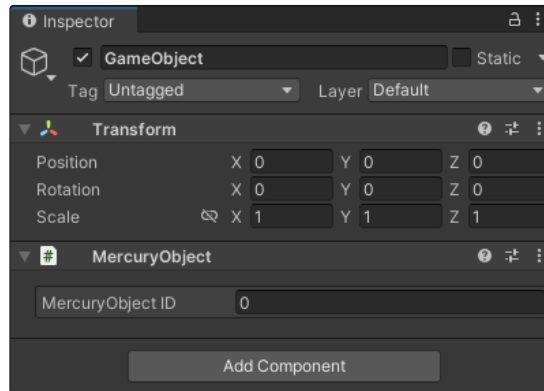 Inspector
GameObject Static
Tag Untagged Layer Default
Transform
Position X 0 Y 0 Z 0
Rotation X 0 Y 0 Z 0
Scale X 1 Y 1 Z 1
# MercuryObject
MercuryObject ID 0
Add Component